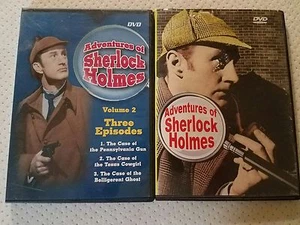 DVD
Adventures of
Sherlock
Holmes
Volume 2
Three
Episodes
1. The Case of the
Pennsylvania Gun
2. The Case of the
Texas Cowgirl
3. The Case of the
Belligerent Ghost
DVD
Adventures of
Sherlock
Holmes